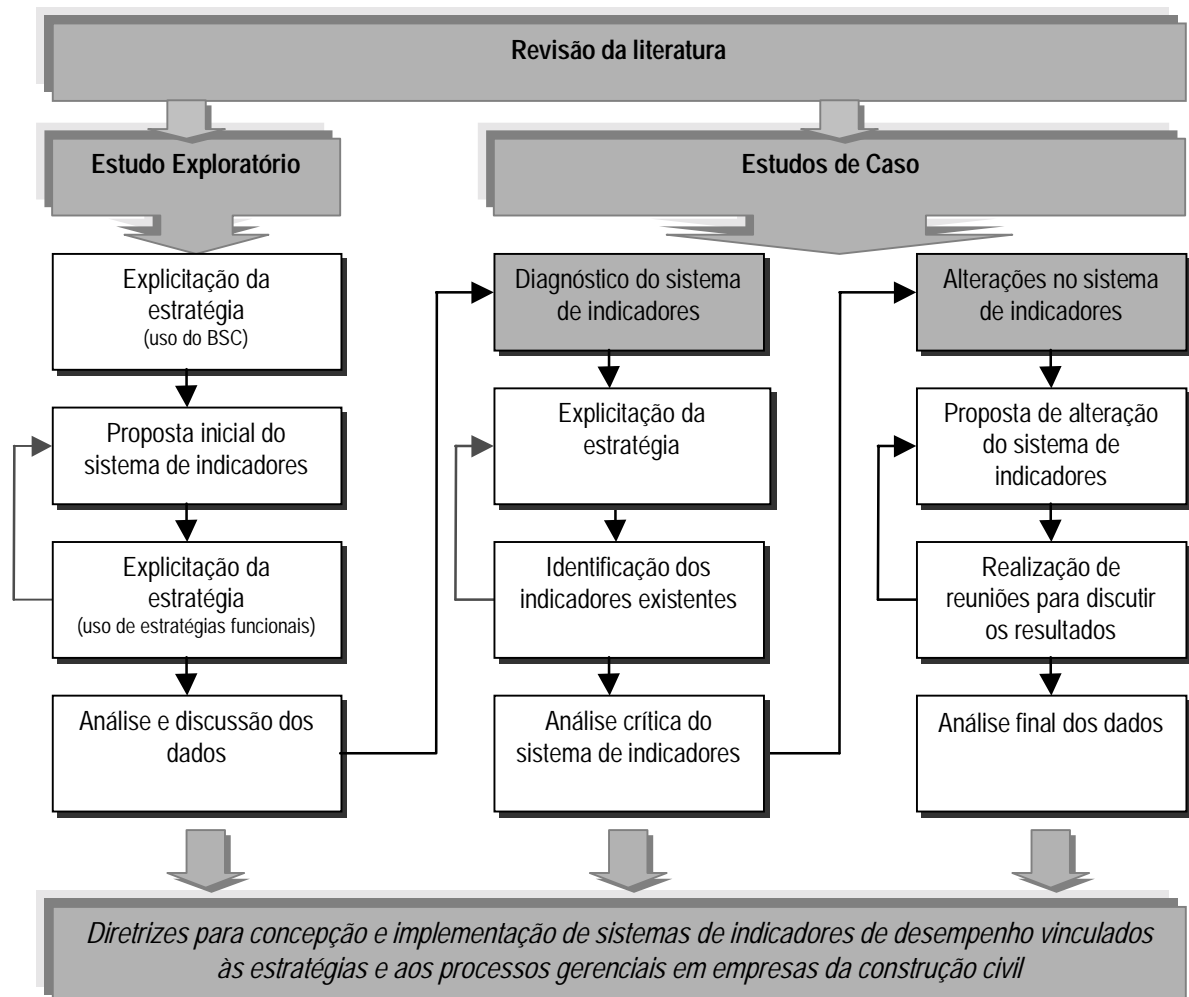 Revisão da literatura
Estudo Exploratório
Estudos de Caso
Explicitação da
estratégia
(uso do BSC)
Proposta inicial do
sistema de indicadores
Explicitação da
estratégia
(uso de estratégias funcionais)
Análise e discussão dos
dados
Diagnóstico do sistema
de indicadores
Explicitação da
estratégia
Identificação dos
indicadores existentes
Análise crítica do
sistema de indicadores
Alterações no sistema
de indicadores
Proposta de alteração
do sistema de
indicadores
Realização de
reuniões para discutir
os resultados
Análise final dos dados
Diretrizes para concepção e implementação de sistemas de indicadores de desempenho vinculados
às estratégias e aos processos gerenciais em empresas da construção civil